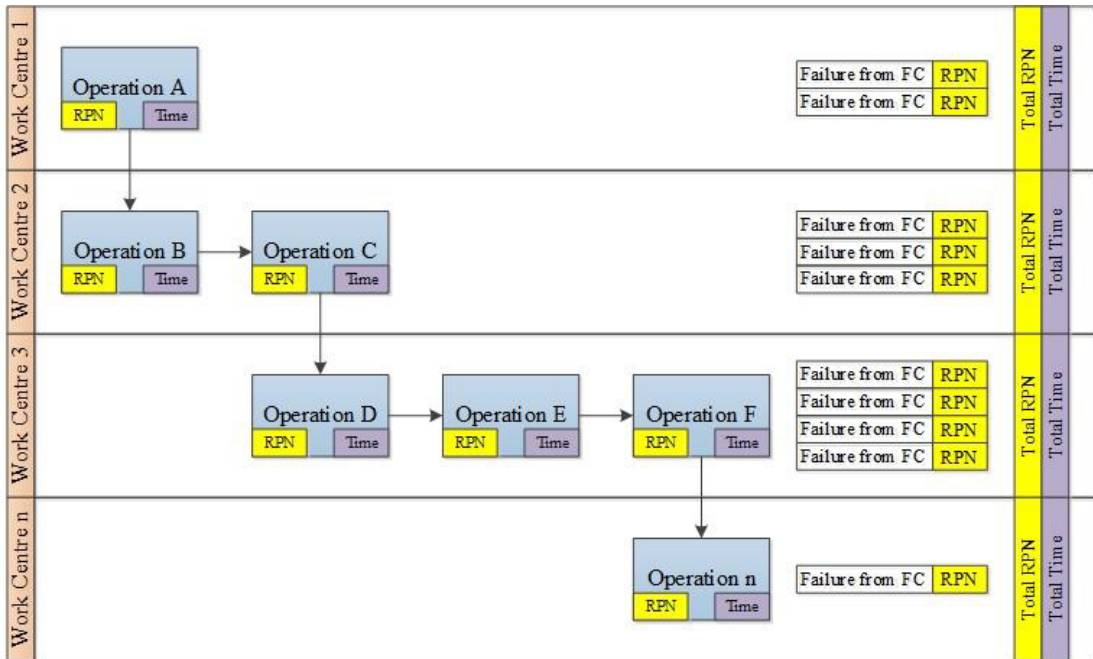 Work Centre 1
Operation A
RPN Time
Failure from FC RPN
Failure from FC RPN
Total RPN
Total Time
Work Centre 2
Operation B
RPN Time
Operation C
RPN Time
Failure from FC RPN
Failure from FC RPN
Failure from FC RPN
Total RPN
Total Time
Work Centre 3
Operation D
RPN Time
Operation E
RPN Time
Operation F
RPN Time
Failure from FC RPN
Failure from FC RPN
Failure from FC RPN
Failure from FC RPN
Total RPN
Total Time
Work Centre n
Operation n
RPN Time
Failure from FC RPN
Total RPN
Total Time